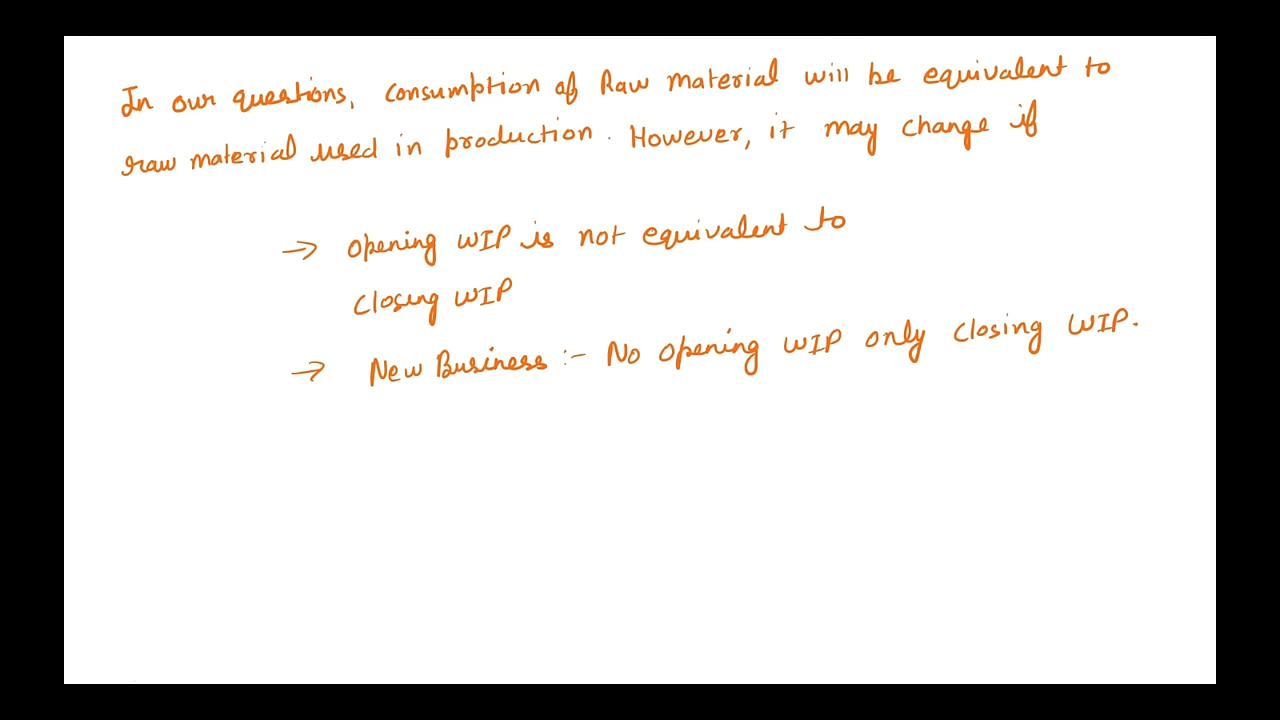 In our questions, Consumption of Raw material will be equivalent to
raw material used in production. However, it may change if
→ opening WIP is not equivalent to
Closing WIP
→ New Business :- No opening WIP only closing WIP.